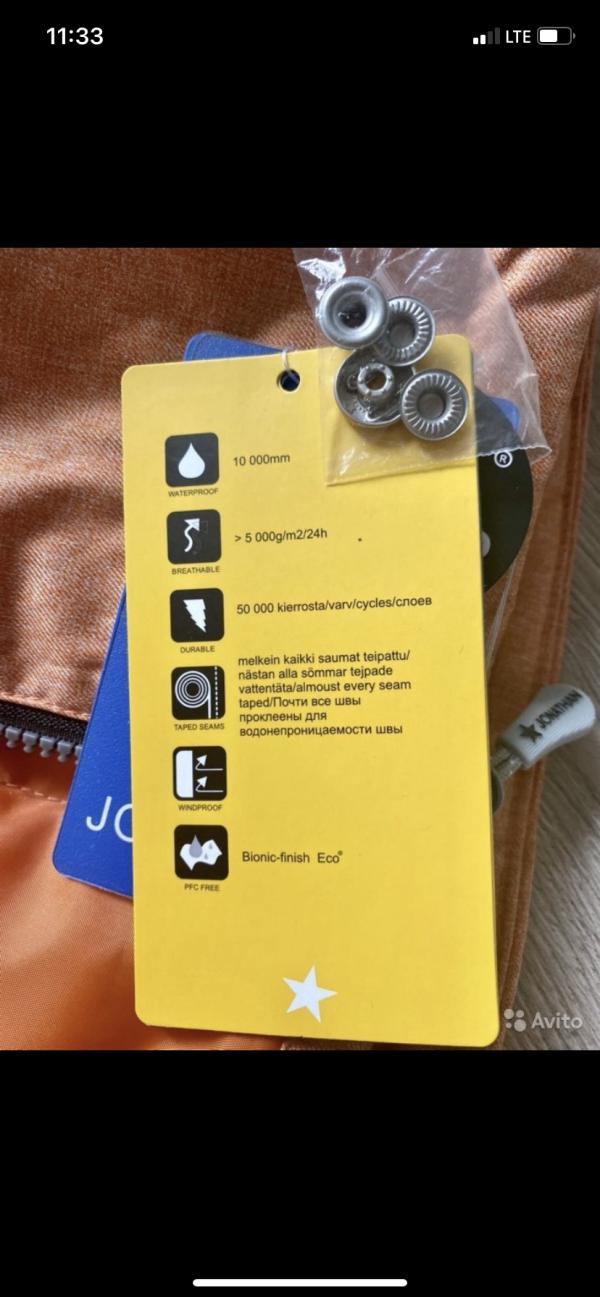 11:33
LTE
®
10 000mm
WATERPROOF
> 5 000g/m2/24h
BREATHABLE
50 000 kierrosta/varv/cycles/слоев
DURABLE
melkein kaikki saumat teipattu/
nästan alla sömmar tejpade
vattentäta/almoust every seam
taped/Почти все швы
проклеены для
водонепроницаемости швы
TAPED SEAMS
JONATHAN
WINDPROOF
JO
Bionic-finish Eco®
PFC FREE
Avito